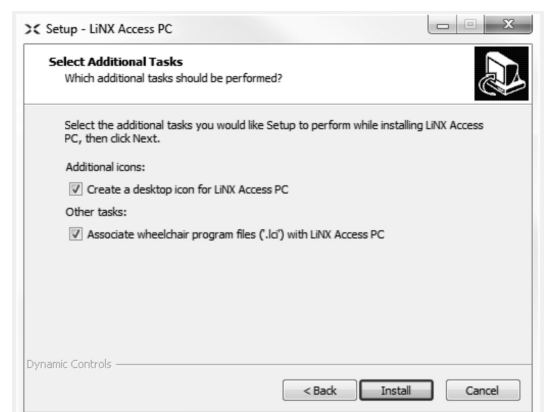 Setup - LiNX Access PC
Select Additional Tasks
Which additional tasks should be performed?
Select the additional tasks you would like Setup to perform while installing LiNX Access
PC, then click Next.
Additional icons:
Create a desktop icon for LiNX Access PC
Other tasks:
Associate wheelchair program files ('.lci') with LiNX Access PC
Dynamic Controls
< Back Install Cancel